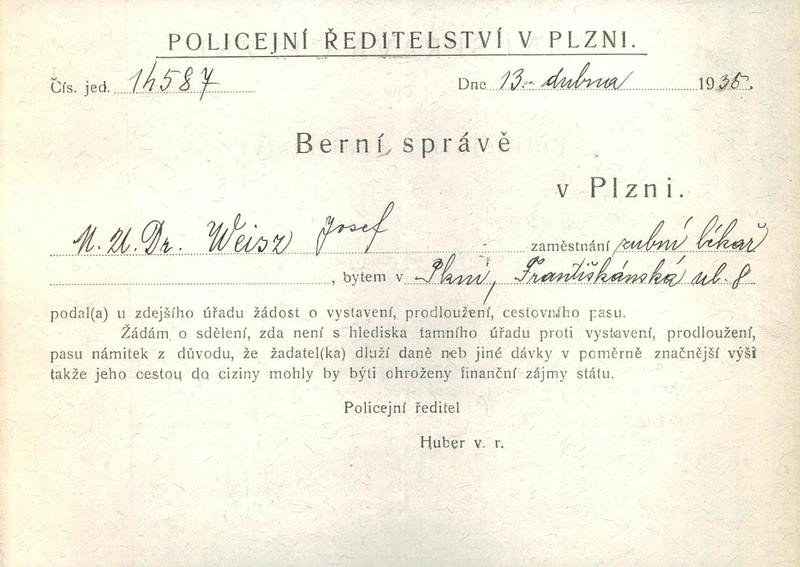 POLICEJNÍ ŘEDITELSTVÍ V PLZNI.
Čís. jed. 14587 Dne 13. dubna 1935.
Berní správě
v Plzni.
M. U. Dr. Weisz Josef zaměstnání zubní lékař
, bytem v Plzni, Františkánská ul. 8
podal(a) u zdejšího úřadu žádost o vystavení, prodloužení, cestovního pasu.
Žádám o sdělení, zda není s hlediska tamního úřadu proti vystavení, prodloužení,
pasu námitek z důvodu, že žadatel(ka) dluží daně neb jiné dávky v poměrně značnější výši
takže jeho cestou do ciziny mohly by býti ohroženy finanční zájmy státu.
Policejní ředitel
Huber v. r.